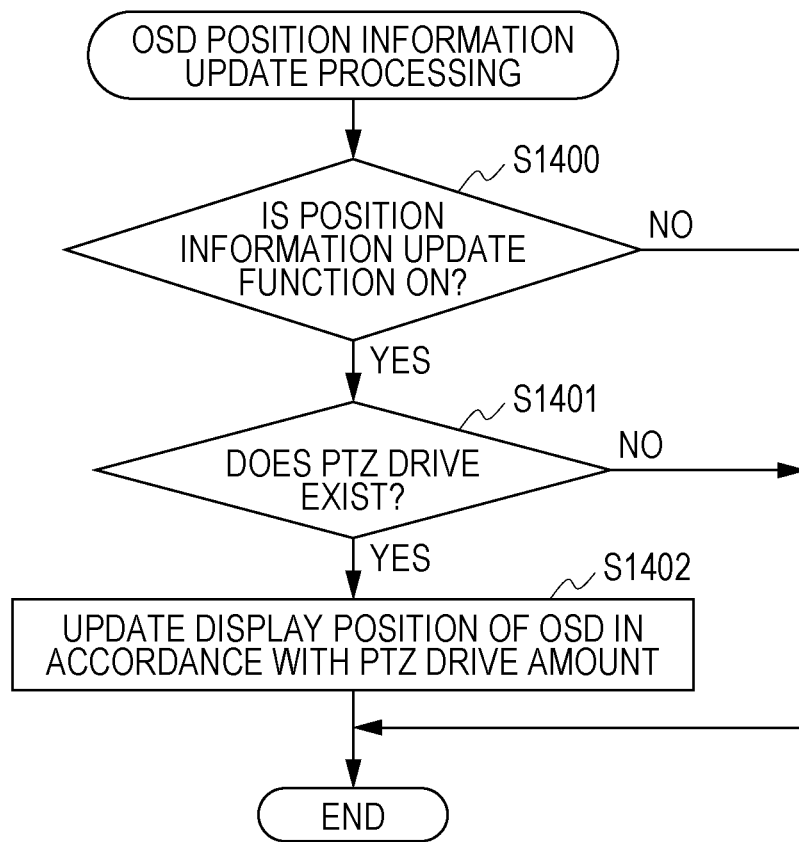 OSD POSITION INFORMATION
UPDATE PROCESSING
S1400
IS POSITION
INFORMATION UPDATE
FUNCTION ON?
NO
YES
S1401
DOES PTZ DRIVE
EXIST?
NO
YES
S1402
UPDATE DISPLAY POSITION OF OSD IN
ACCORDANCE WITH PTZ DRIVE AMOUNT
END